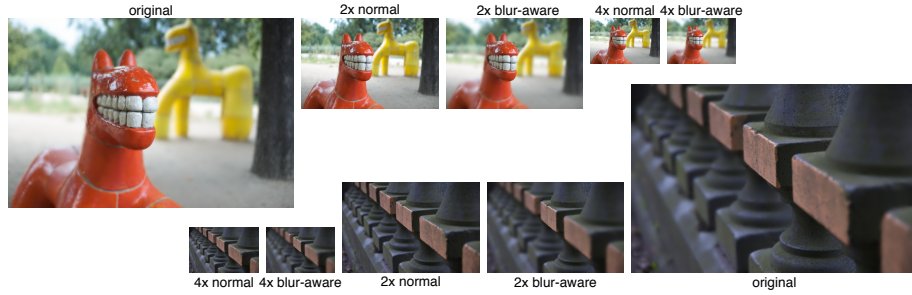 original
2x normal
2x blur-aware
4x normal
4x blur-aware
4x normal
4x blur-aware
2x normal
2x blur-aware
original